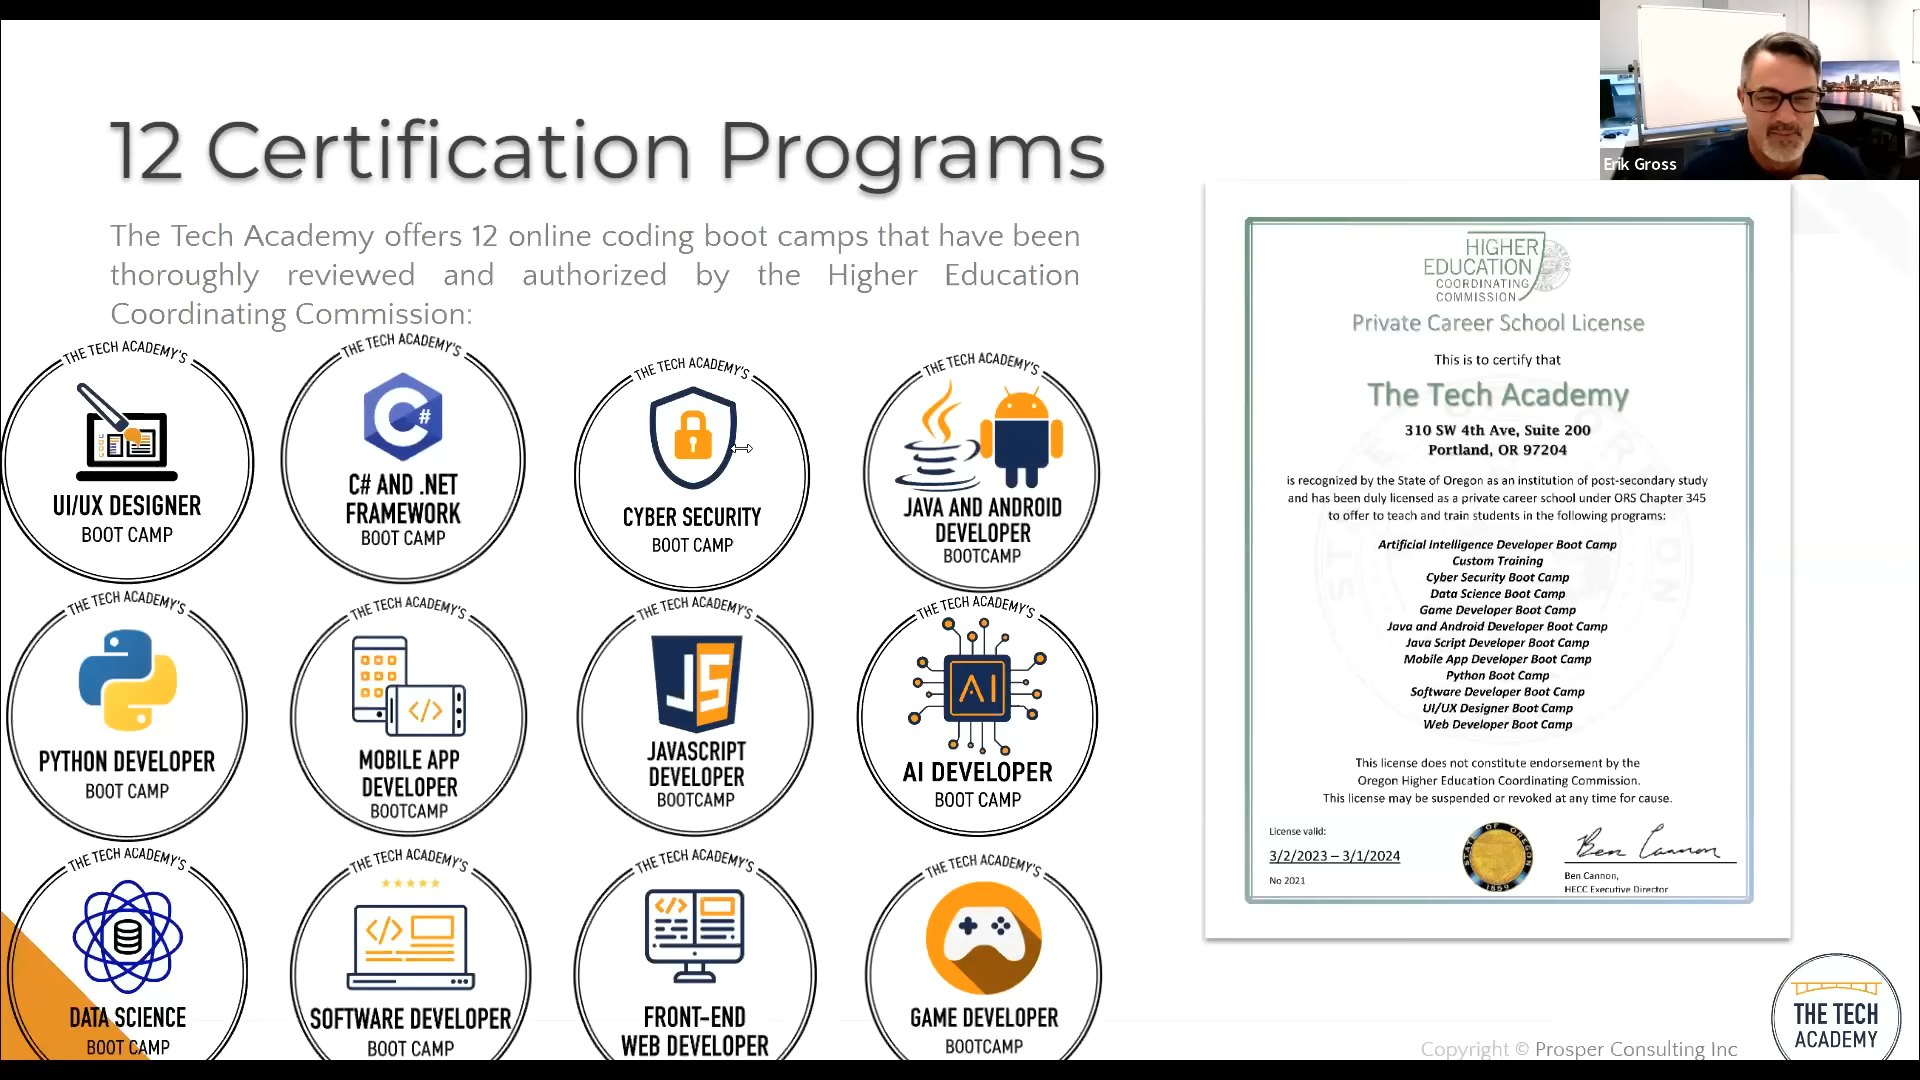 12 Certification Programs
The Tech Academy offers 12 online coding boot camps that have been
thoroughly reviewed and authorized by the Higher Education
Coordinating Commission:
THE TECH ACADEMY'S
UI/UX DESIGNER
BOOT CAMP
THE TECH ACADEMY'S
C#
C# AND .NET
FRAMEWORK
BOOT CAMP
THE TECH ACADEMY'S
CYBER SECURITY
BOOT CAMP
THE TECH ACADEMY'S
JAVA AND ANDROID
DEVELOPER
BOOTCAMP
THE TECH ACADEMY'S
PYTHON DEVELOPER
BOOT CAMP
THE TECH ACADEMY'S
</>
MOBILE APP
DEVELOPER
BOOTCAMP
THE TECH ACADEMY'S
JS
JAVASCRIPT
DEVELOPER
BOOTCAMP
THE TECH ACADEMY'S
AI
AI DEVELOPER
BOOT CAMP
THE TECH ACADEMY'S
DATA SCIENCE
BOOT CAMP
THE TECH ACADEMY'S
</>
SOFTWARE DEVELOPER
BOOT CAMP
THE TECH ACADEMY'S
</>
FRONT-END
WEB DEVELOPER
THE TECH ACADEMY'S
GAME DEVELOPER
BOOTCAMP
Erik Gross
HIGHER
EDUCATION
COORDINATING
COMMISSION
Private Career School License
This is to certify that
The Tech Academy
310 SW 4th Ave, Suite 200
Portland, OR 97204
is recognized by the State of Oregon as an institution of post-secondary study
and has been duly licensed as a private career school under ORS Chapter 345
to offer to teach and train students in the following programs:
Artificial Intelligence Developer Boot Camp
Custom Training
Cyber Security Boot Camp
Data Science Boot Camp
Game Developer Boot Camp
Java and Android Developer Boot Camp
Java Script Developer Boot Camp
Mobile App Developer Boot Camp
Python Boot Camp
Software Developer Boot Camp
UI/UX Designer Boot Camp
Web Developer Boot Camp
This license does not constitute endorsement by the
Oregon Higher Education Coordinating Commission.
This license may be suspended or revoked at any time for cause.
License valid:
3/2/2023 – 3/1/2024
No 2021
STATE OF OREGON
1859
Ben Cannon
Ben Cannon,
HECC Executive Director
Copyright © Prosper Consulting Inc
THE TECH
ACADEMY